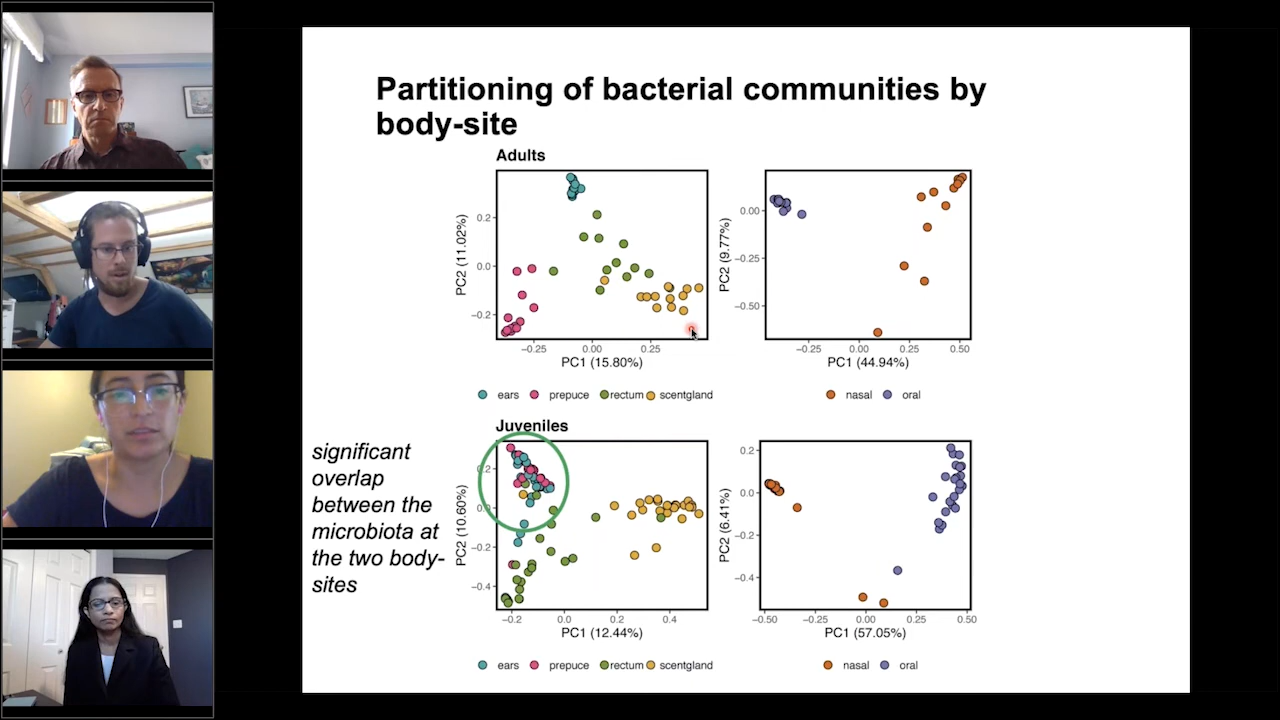 Partitioning of bacterial communities by
body-site
Adults
PC2 (11.02%)
0.2
0.0
−0.2
−0.25
0.00
0.25
PC1 (15.80%)
PC2 (9.77%)
0.00
−0.25
−0.50
−0.25
0.00
0.25
0.50
PC1 (44.94%)
ears prepuce rectum scentgland
nasal oral
Juveniles
significant
overlap
between the
microbiota at
the two body-
sites
PC2 (10.60%)
0.2
0.0
−0.2
−0.4
−0.2
0.0
0.2
0.4
PC1 (12.44%)
PC2 (6.41%)
0.2
0.0
−0.2
−0.4
−0.50
−0.25
0.00
0.25
0.50
PC1 (57.05%)
ears prepuce rectum scentgland
nasal oral